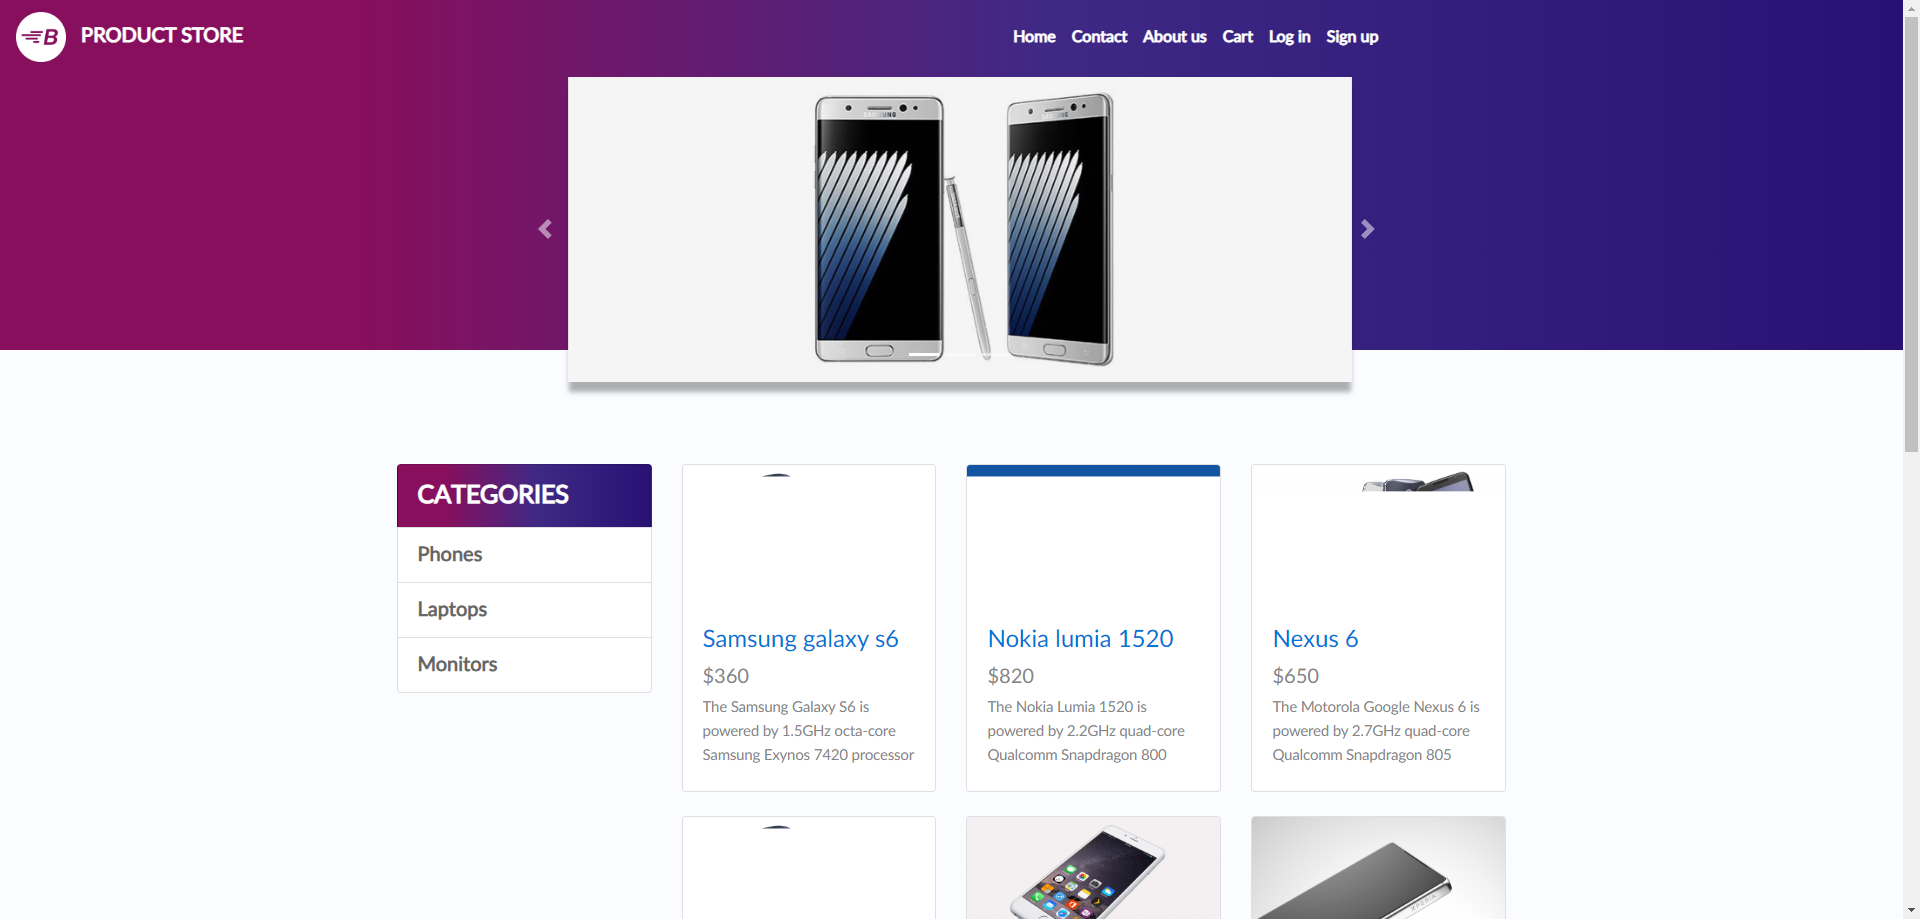 B PRODUCT STORE
Home Contact About us Cart Log in Sign up
SAMSUNG
CATEGORIES
Phones
Laptops
Monitors
Samsung galaxy s6
$360
The Samsung Galaxy S6 is
powered by 1.5GHz octa-core
Samsung Exynos 7420 processor
Nokia lumia 1520
$820
The Nokia Lumia 1520 is
powered by 2.2GHz quad-core
Qualcomm Snapdragon 800
Nexus 6
$650
The Motorola Google Nexus 6 is
powered by 2.7GHz quad-core
Qualcomm Snapdragon 805
XPERIA